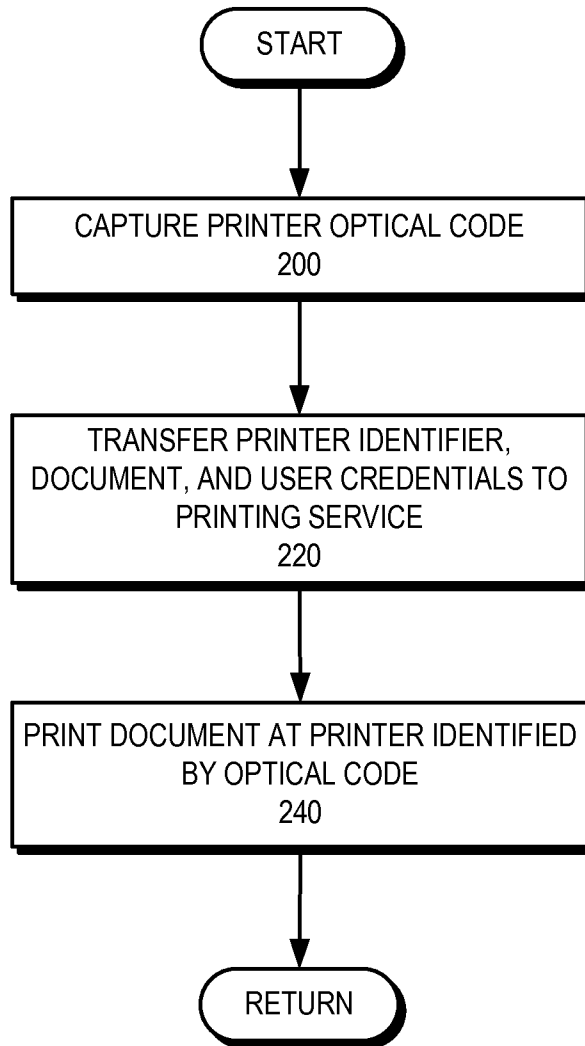 START
CAPTURE PRINTER OPTICAL CODE
200
TRANSFER PRINTER IDENTIFIER,
DOCUMENT, AND USER CREDENTIALS TO
PRINTING SERVICE
220
PRINT DOCUMENT AT PRINTER IDENTIFIED
BY OPTICAL CODE
240
RETURN